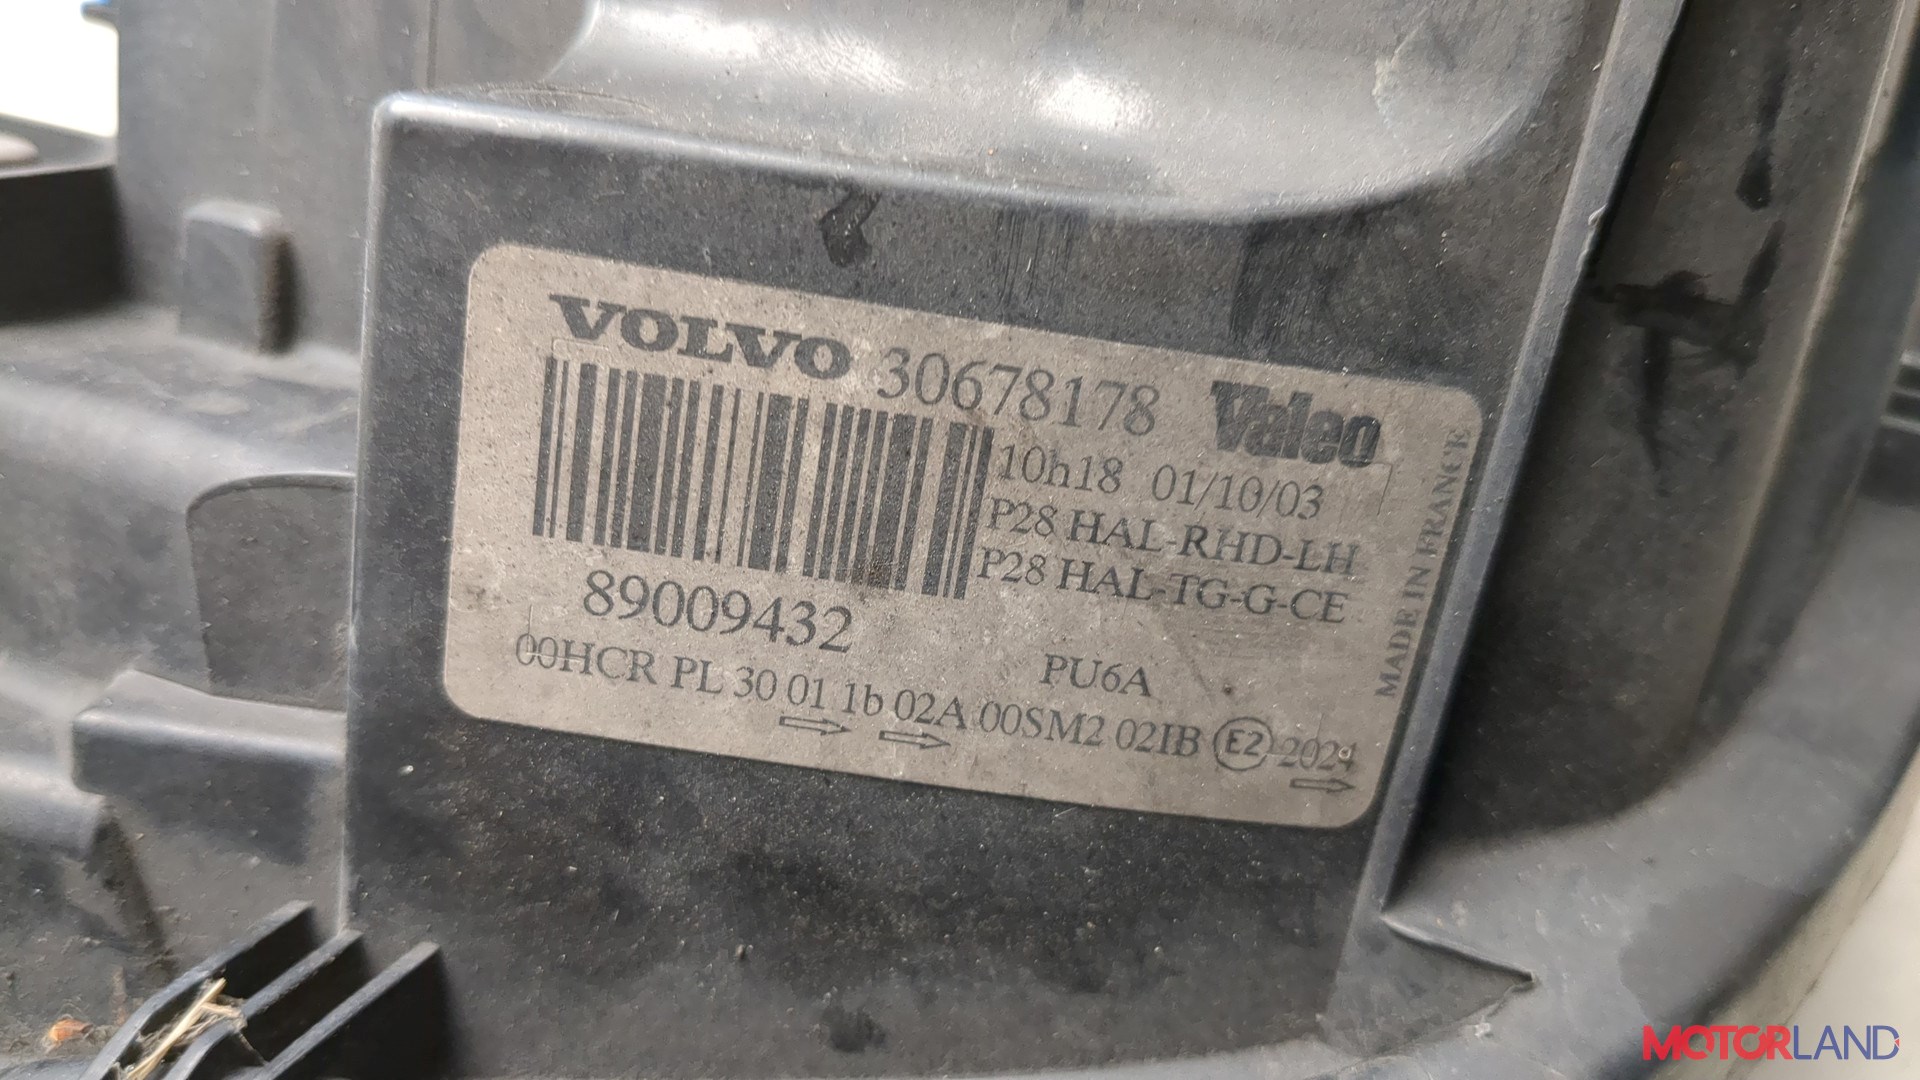 VOLVO 30678178 Valeo
10h18 01/10/03
P28 HAL-RHD-LH
P28 HAL-TG-G-CE
89009432
PU6A
00HCR PL 30 01 1b 02A 00SM2 02IB E2 2024
MADE IN FRANCE
MOTORLAND